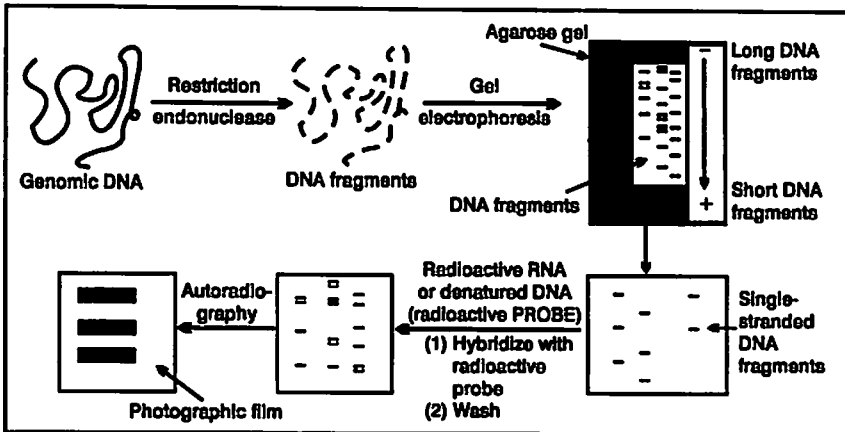 Agarose gel
Restriction
endonuclease
Gel
electrophoresis
−
Long DNA
fragments
Genomic DNA
DNA fragments
DNA fragments
+
Short DNA
fragments
Autoradio-
graphy
Radioactive RNA
or denatured DNA
(radioactive PROBE)
(1) Hybridize with
radioactive
probe
(2) Wash
Single-
stranded
DNA
fragments
Photographic film